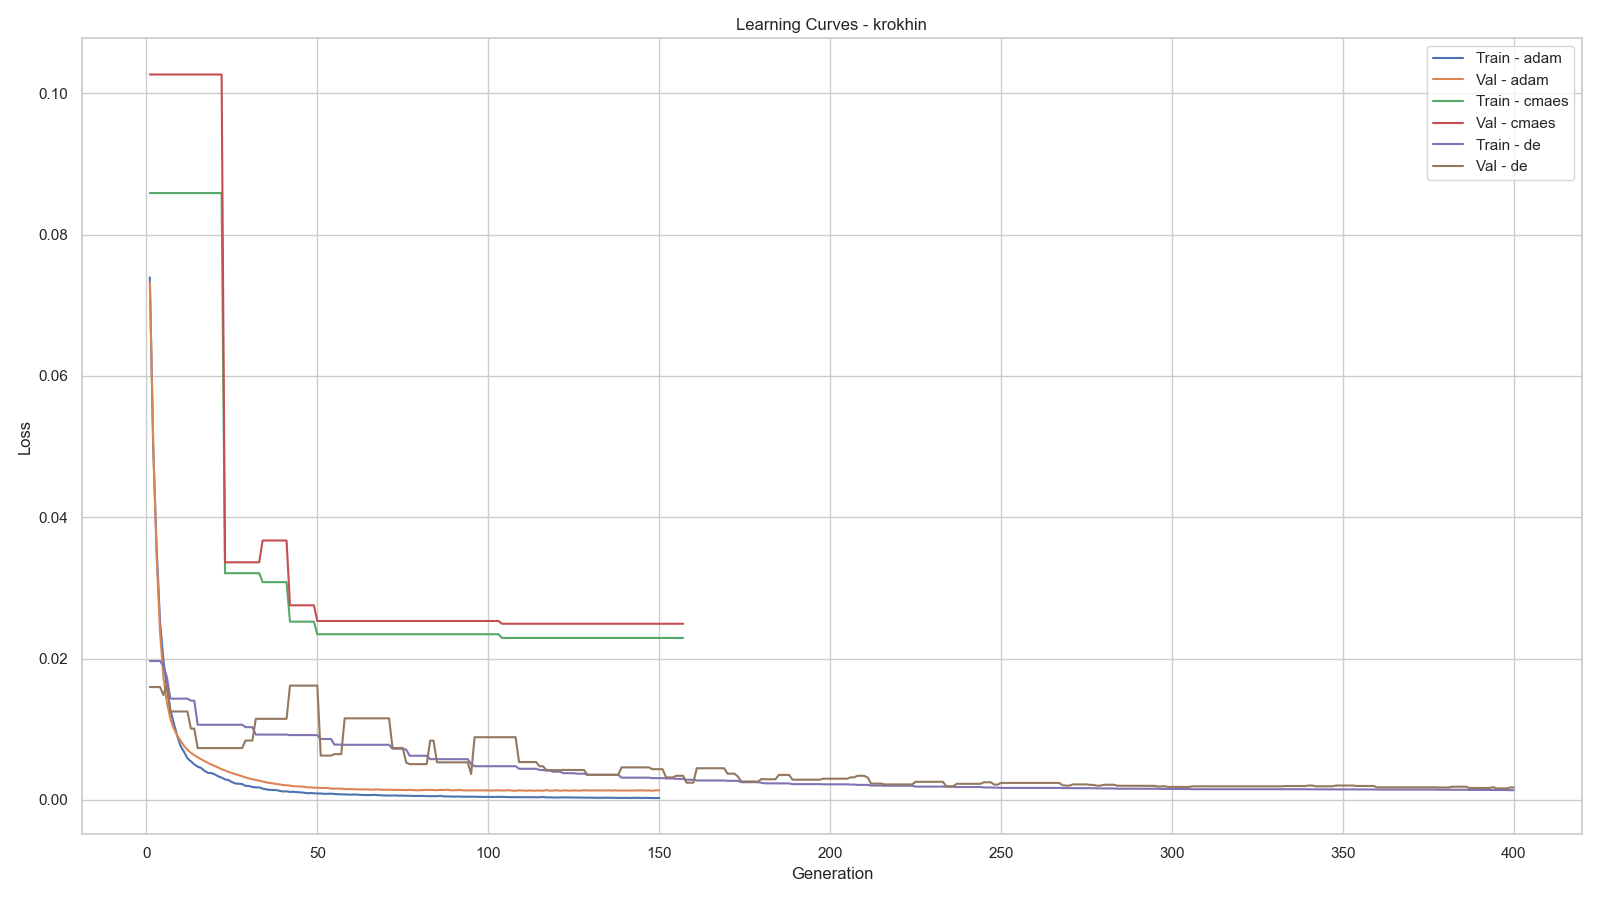 Learning Curves - krokhin
Train - adam
Val - adam
Train - cmaes
Val - cmaes
Train - de
Val - de
Loss
0.10
0.08
0.06
0.04
0.02
0.00
0 50 100 150 200 250 300 350 400
Generation